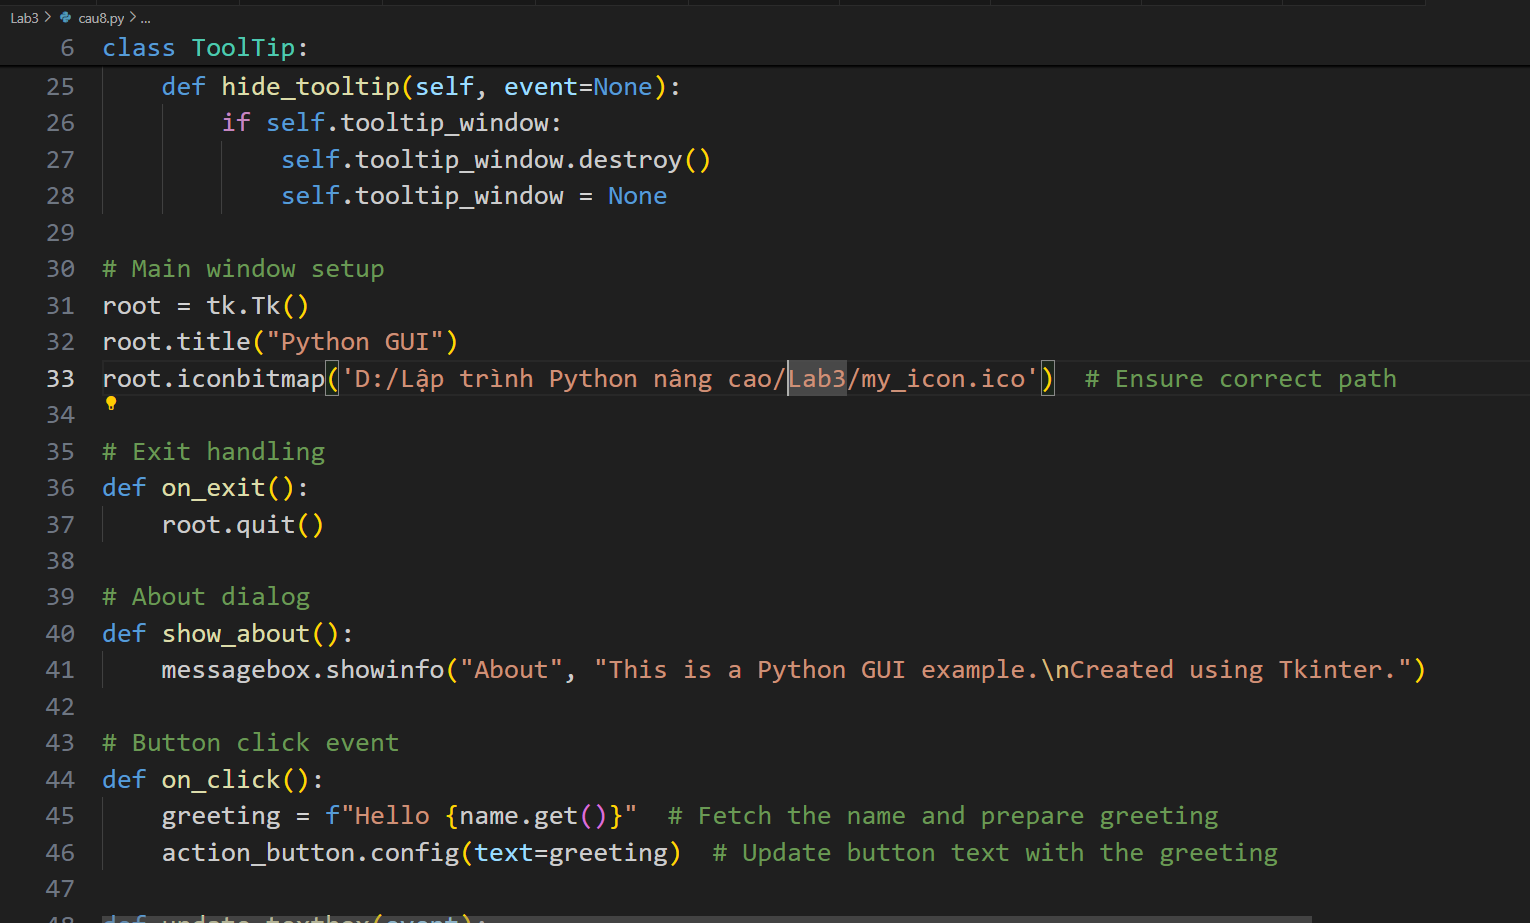 Lab3 > cau8.py > ...
6 class ToolTip:
25     def hide_tooltip(self, event=None):
26         if self.tooltip_window:
27             self.tooltip_window.destroy()
28             self.tooltip_window = None
29
30 # Main window setup
31 root = tk.Tk()
32 root.title("Python GUI")
33 root.iconbitmap('D:/Lập trình Python nâng cao/Lab3/my_icon.ico')  # Ensure correct path
34
35 # Exit handling
36 def on_exit():
37     root.quit()
38
39 # About dialog
40 def show_about():
41     messagebox.showinfo("About", "This is a Python GUI example.\nCreated using Tkinter.")
42
43 # Button click event
44 def on_click():
45     greeting = f"Hello {name.get()}"  # Fetch the name and prepare greeting
46     action_button.config(text=greeting)  # Update button text with the greeting
47
48 def update_textbox(event):